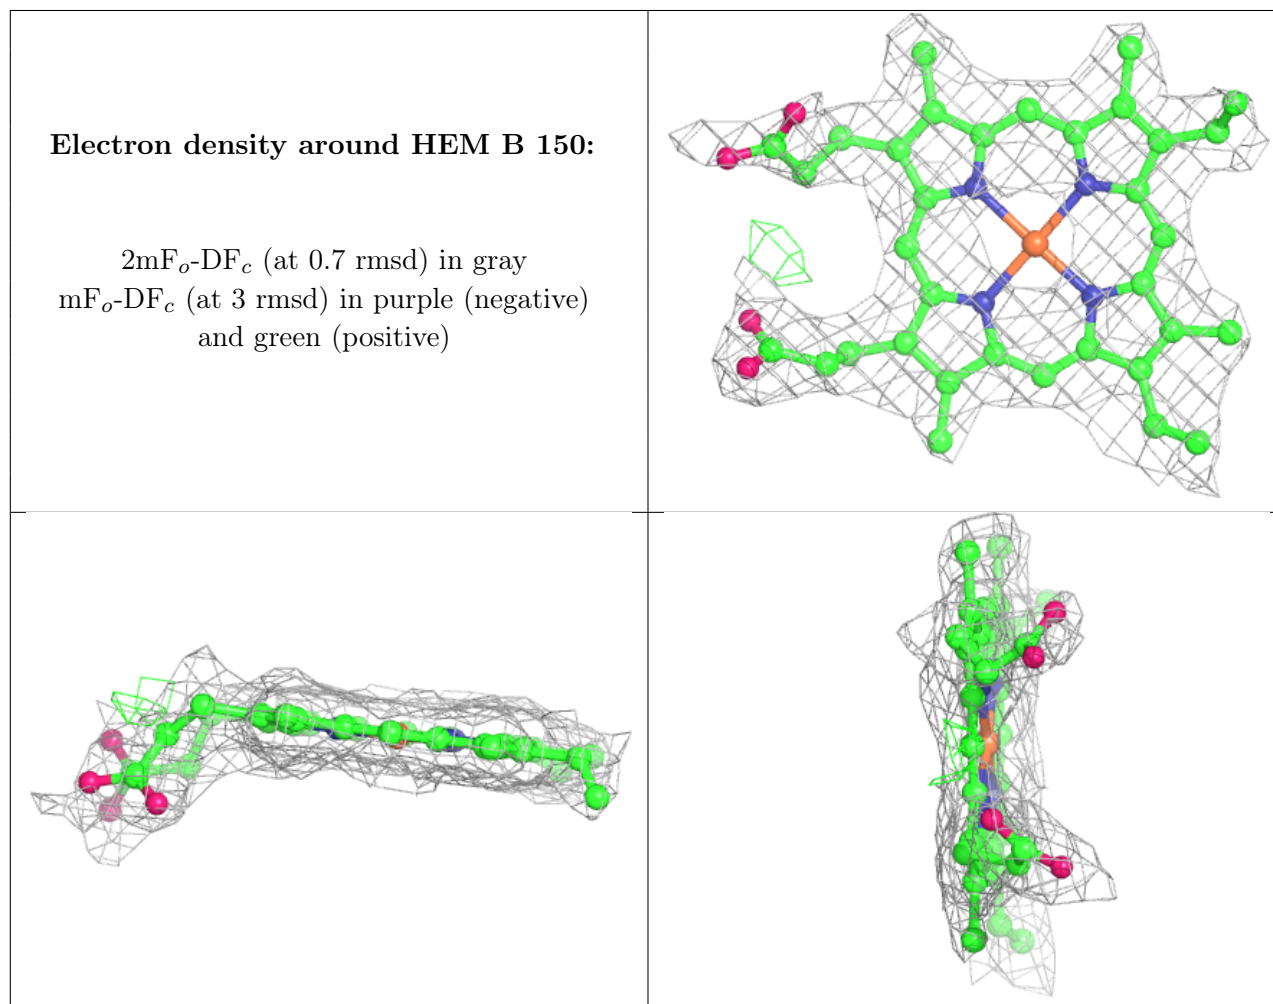 Electron density around HEM B 150:
2mFo-DFc (at 0.7 rmsd) in gray
mFo-DFc (at 3 rmsd) in purple (negative)
and green (positive)